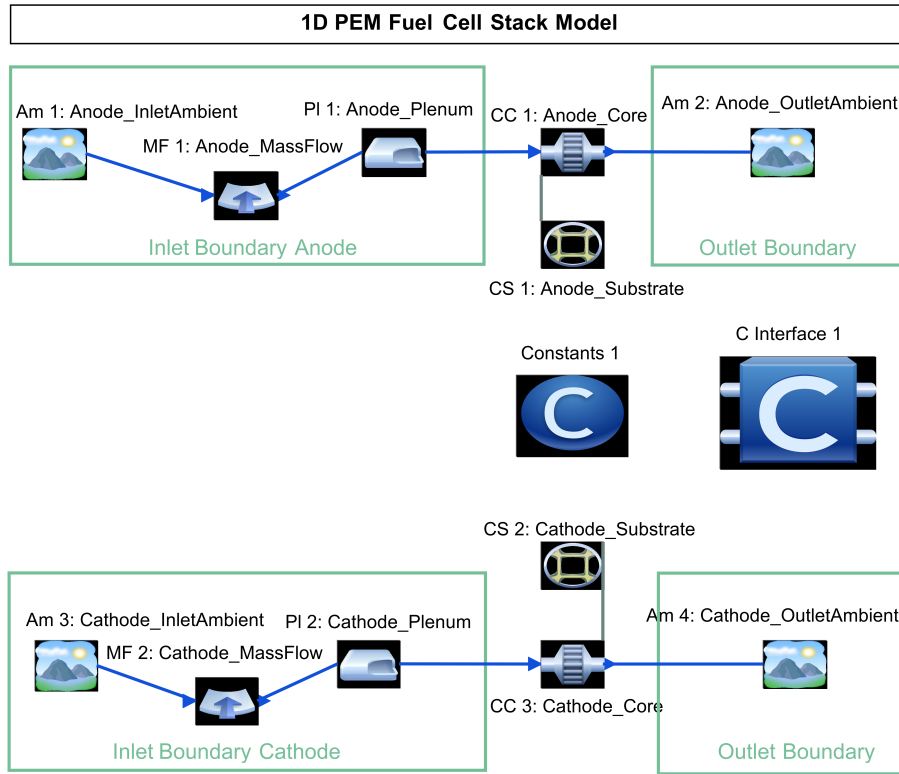 1D PEM Fuel Cell Stack Model
Am 1: Anode_InletAmbient
Pl 1: Anode_Plenum
CC 1: Anode_Core
Am 2: Anode_OutletAmbient
MF 1: Anode_MassFlow
Inlet Boundary Anode
Outlet Boundary
CS 1: Anode_Substrate
Constants 1
C Interface 1
C
C
CS 2: Cathode_Substrate
Am 3: Cathode_InletAmbient
Pl 2: Cathode_Plenum
Am 4: Cathode_OutletAmbient
MF 2: Cathode_MassFlow
CC 3: Cathode_Core
Inlet Boundary Cathode
Outlet Boundary